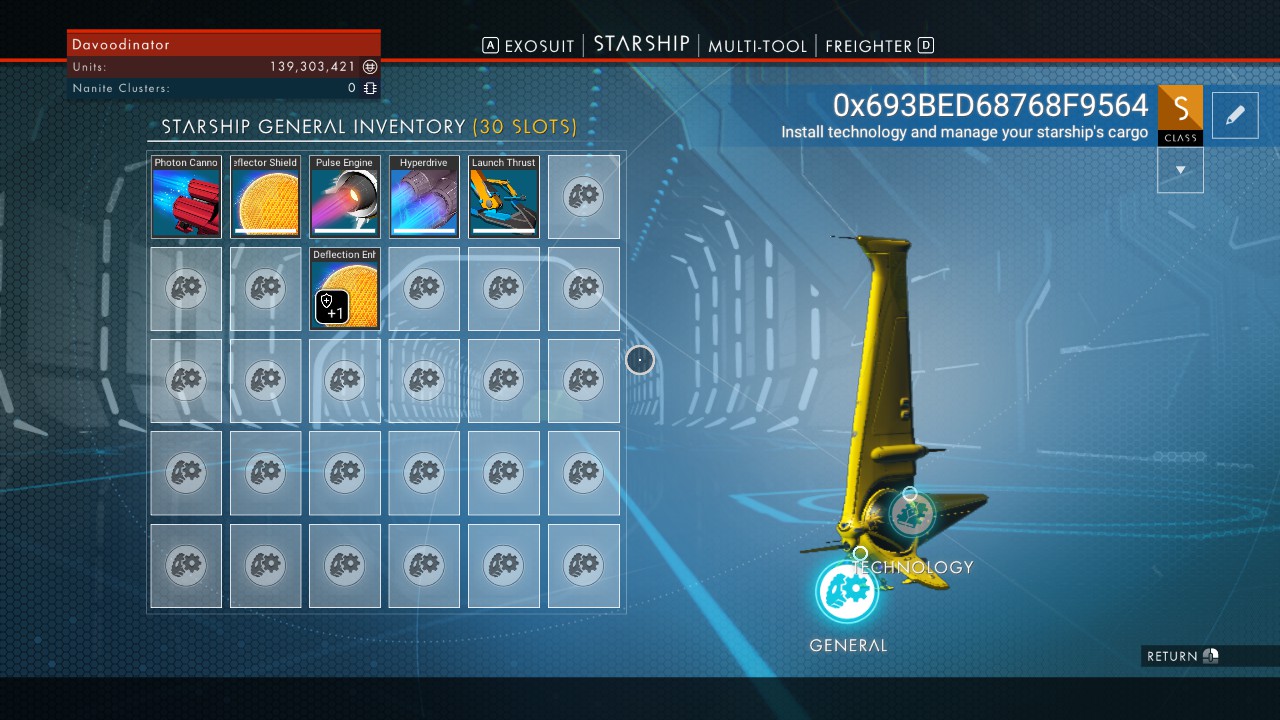 Davoodinator
Units: 139,303,421
Nanite Clusters: 0
A EXOSUIT STARSHIP MULTI-TOOL FREIGHTER D
0x693BED68768F9564
Install technology and manage your starship's cargo
S
CLASS
STARSHIP GENERAL INVENTORY (30 SLOTS)
Photon Canno eflector Shield Pulse Engine Hyperdrive Launch Thrust
Deflection Enh
+1
TECHNOLOGY
GENERAL
RETURN